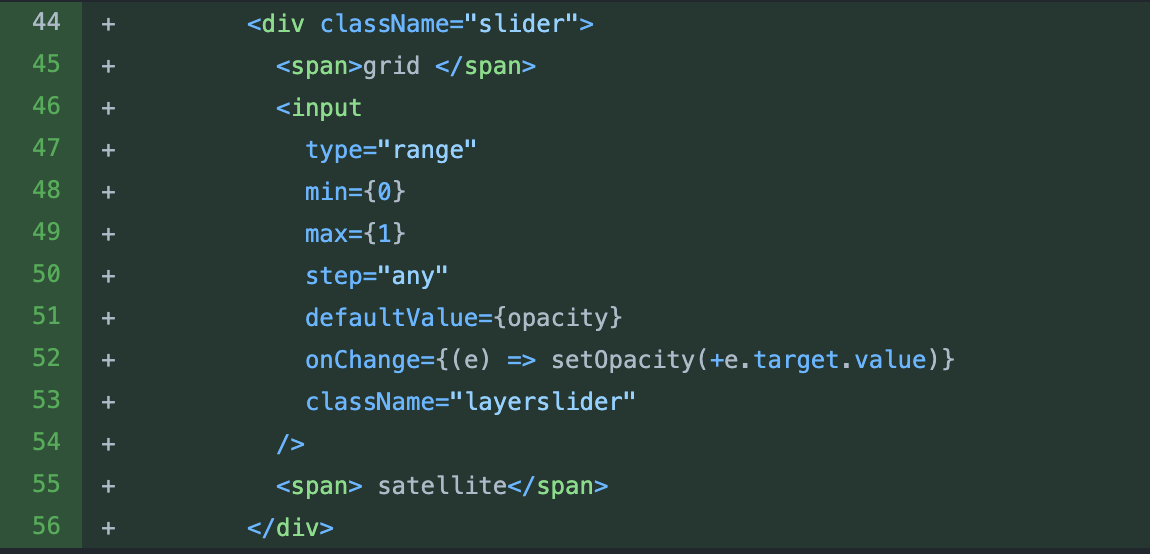 44 + <div className="slider">
45 + <span>grid </span>
46 + <input
47 + type="range"
48 + min={0}
49 + max={1}
50 + step="any"
51 + defaultValue={opacity}
52 + onChange={(e) => setOpacity(+e.target.value)}
53 + className="layerslider"
54 + />
55 + <span> satellite</span>
56 + </div>